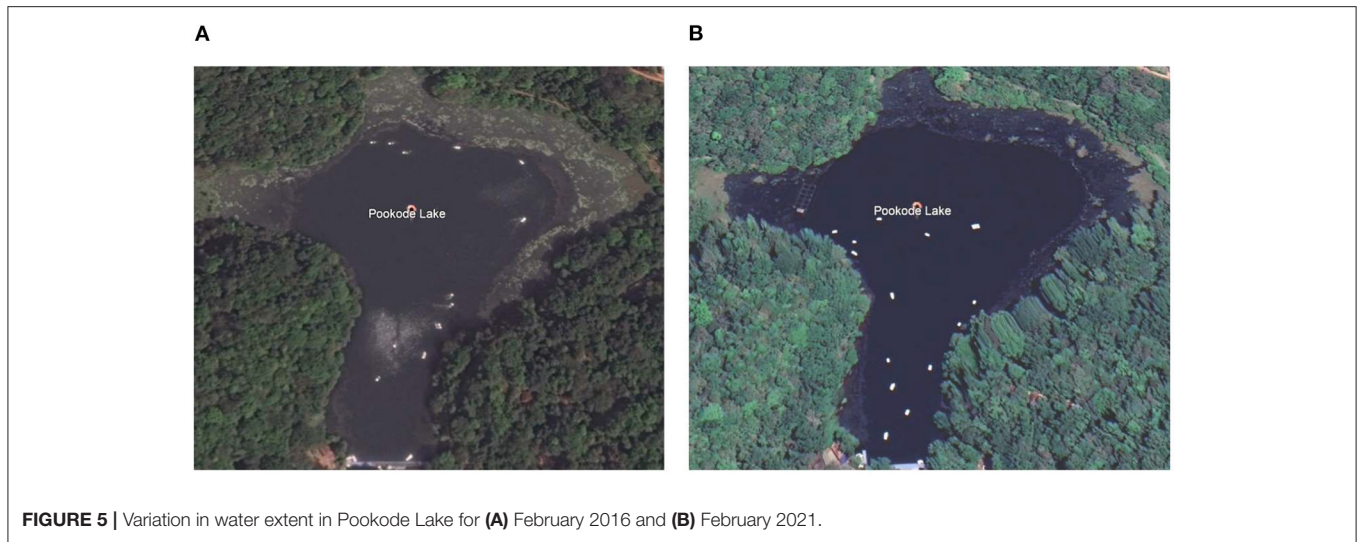 A
B
Pookode Lake
Pookode Lake
FIGURE 5 | Variation in water extent in Pookode Lake for (A) February 2016 and (B) February 2021.